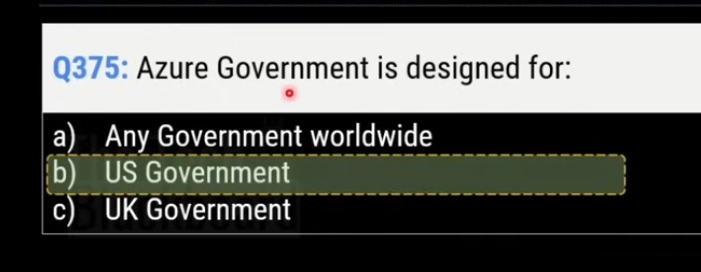 Q375: Azure Government is designed for:
a) Any Government worldwide
b) US Government
c) UK Government